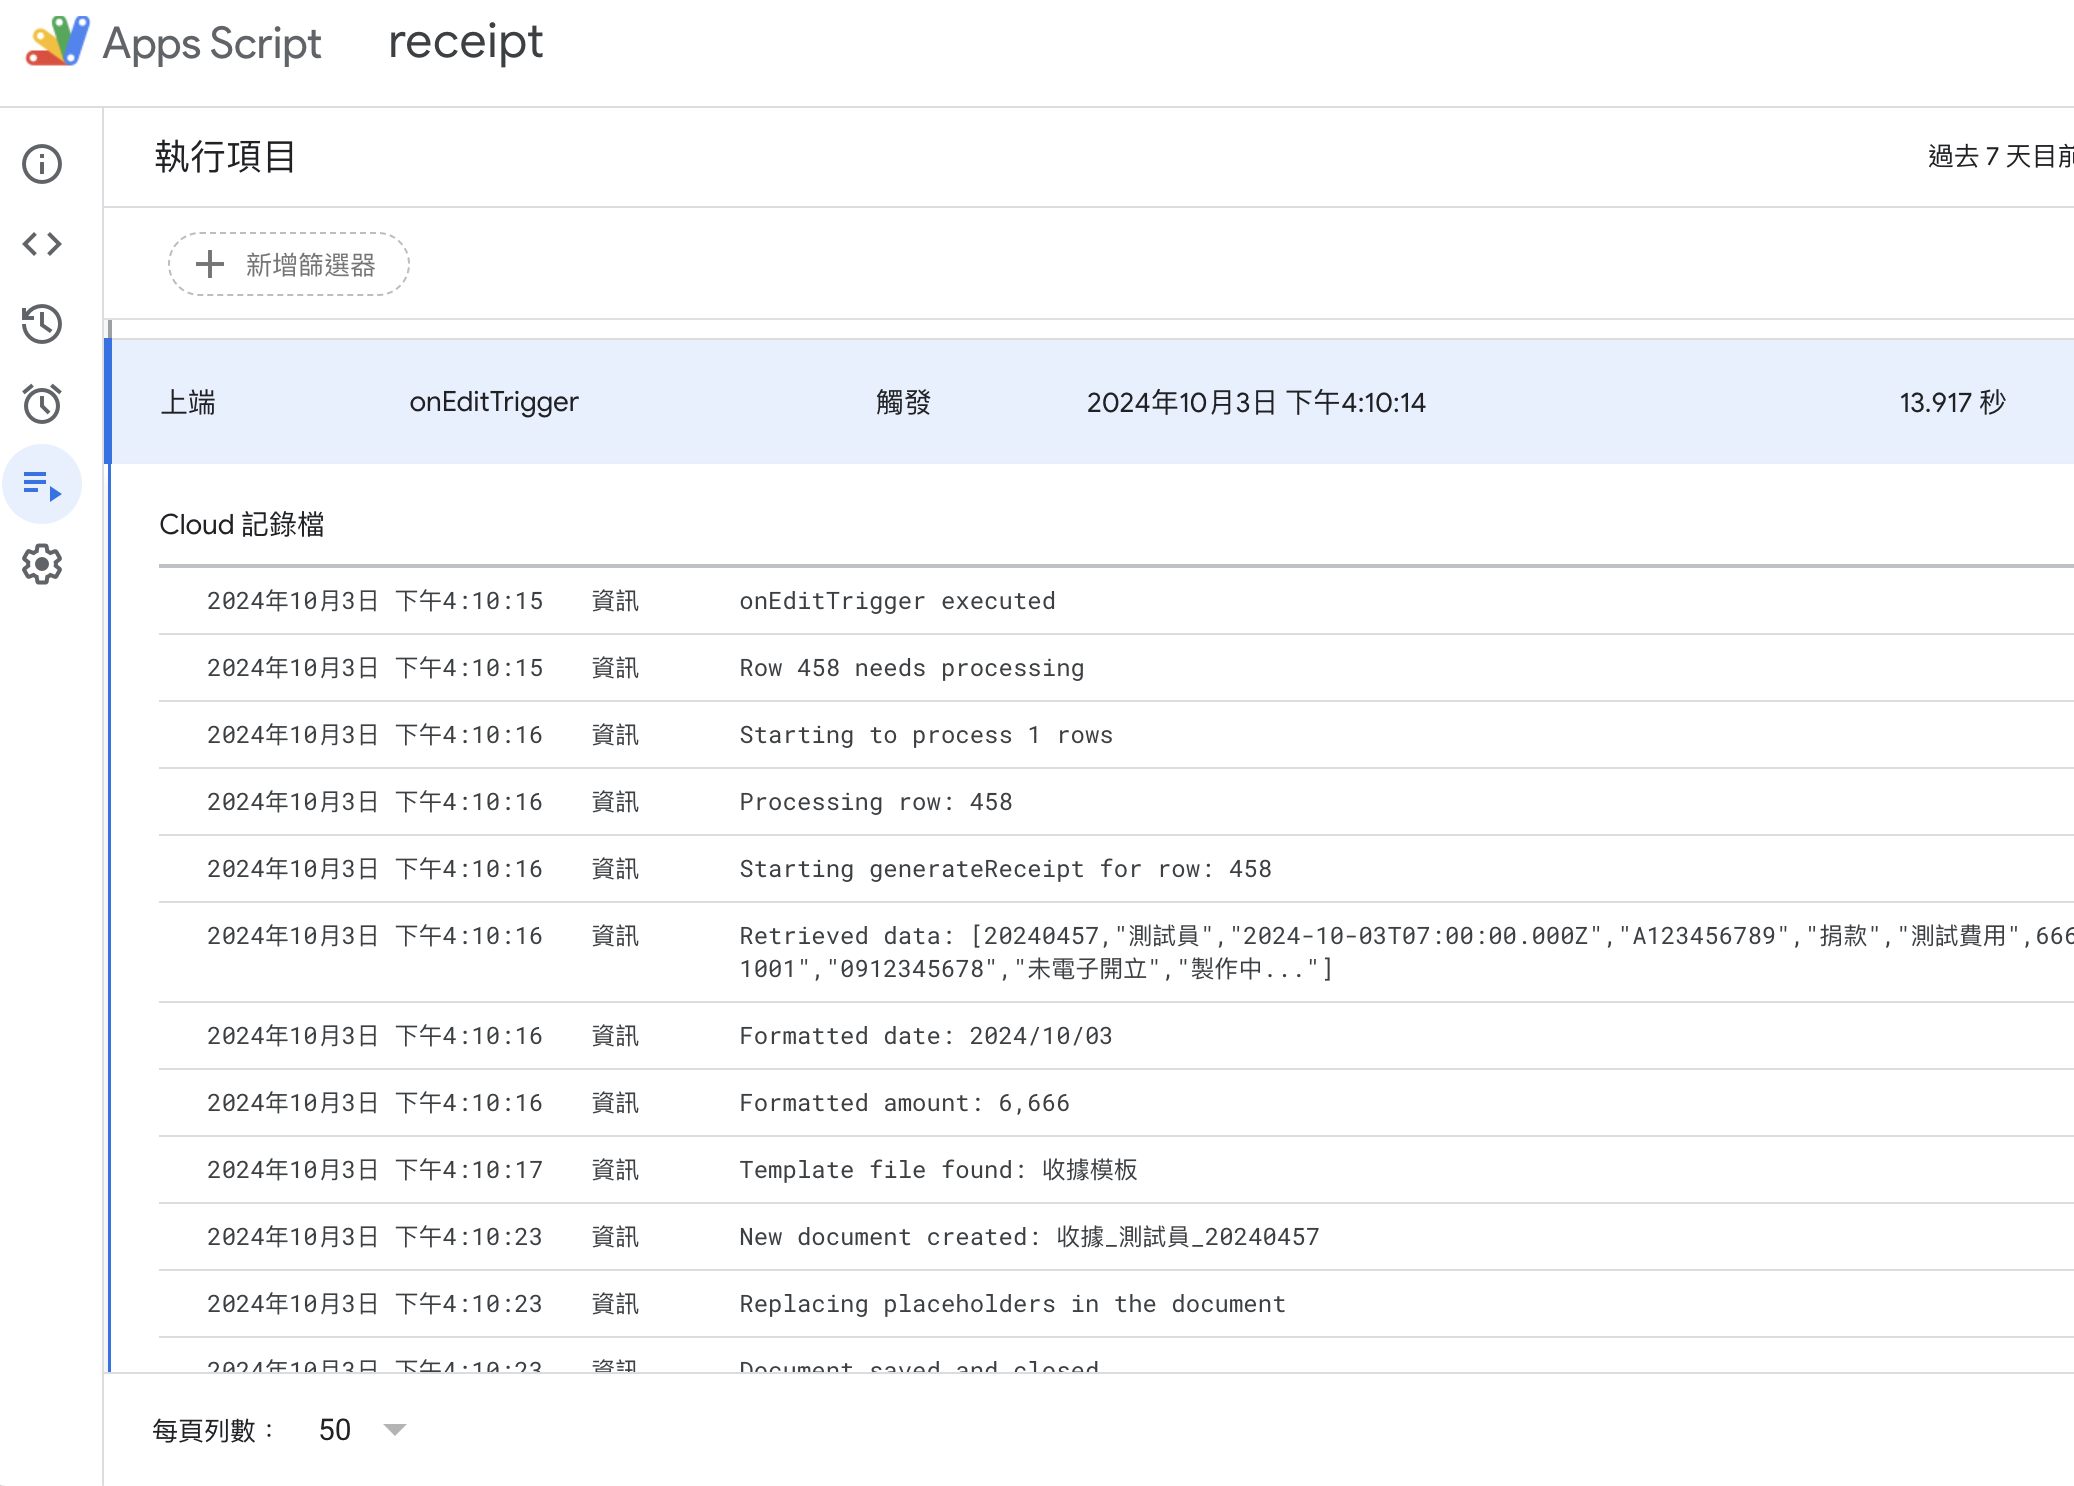 Apps Script receipt
執行項目 過去 7 天目前
新增篩選器
上端 onEditTrigger 觸發 2024年10月3日 下午4:10:14 13.917 秒
Cloud 記錄檔
2024年10月3日 下午4:10:15 資訊 onEditTrigger executed
2024年10月3日 下午4:10:15 資訊 Row 458 needs processing
2024年10月3日 下午4:10:16 資訊 Starting to process 1 rows
2024年10月3日 下午4:10:16 資訊 Processing row: 458
2024年10月3日 下午4:10:16 資訊 Starting generateReceipt for row: 458
2024年10月3日 下午4:10:16 資訊 Retrieved data: [20240457,"測試員","2024-10-03T07:00:00.000Z","A123456789","捐款","測試費用",666
1001","0912345678","未電子開立","製作中..."]
2024年10月3日 下午4:10:16 資訊 Formatted date: 2024/10/03
2024年10月3日 下午4:10:16 資訊 Formatted amount: 6,666
2024年10月3日 下午4:10:17 資訊 Template file found: 收據模板
2024年10月3日 下午4:10:23 資訊 New document created: 收據_測試員_20240457
2024年10月3日 下午4:10:23 資訊 Replacing placeholders in the document
2024年10月3日 下午4:10:23 資訊 Document saved and closed
每頁列數： 50